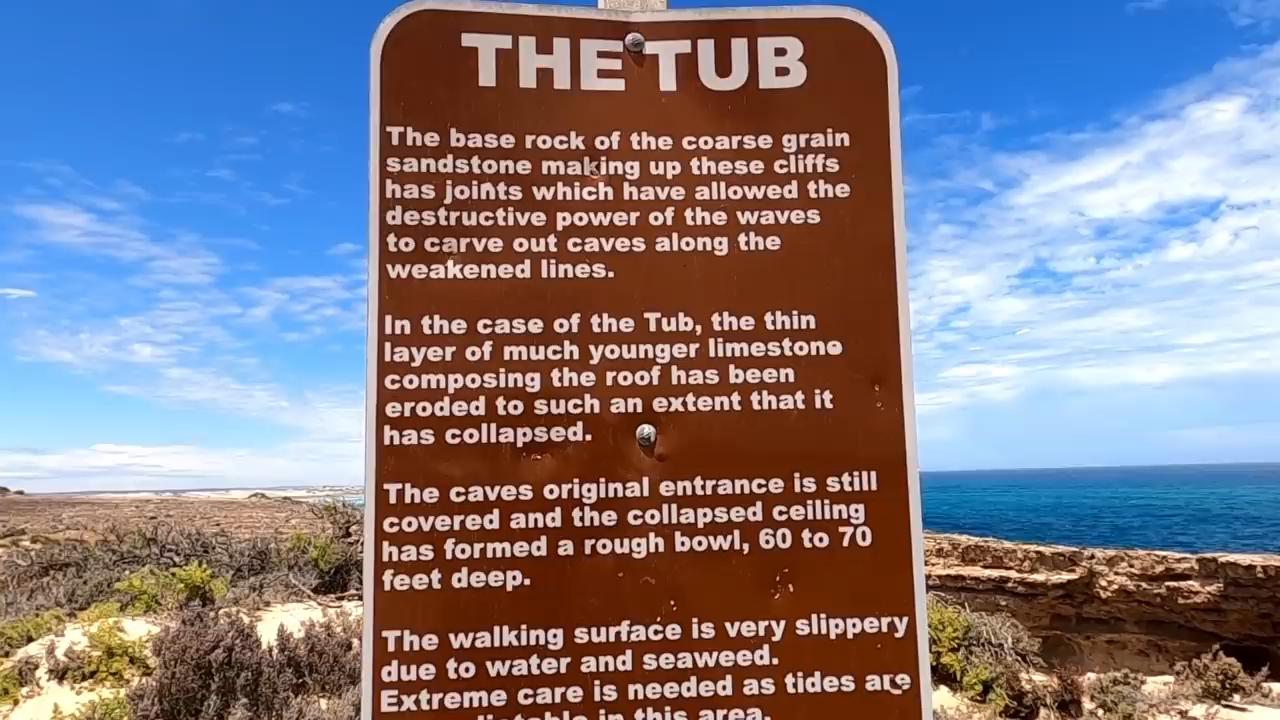 THE TUB
The base rock of the coarse grain
sandstone making up these cliffs
has joints which have allowed the
destructive power of the waves
to carve out caves along the
weakened lines.
In the case of the Tub, the thin
layer of much younger limestone
composing the roof has been
eroded to such an extent that it
has collapsed.
The caves original entrance is still
covered and the collapsed ceiling
has formed a rough bowl, 60 to 70
feet deep.
The walking surface is very slippery
due to water and seaweed.
Extreme care is needed as tides are
in this area.